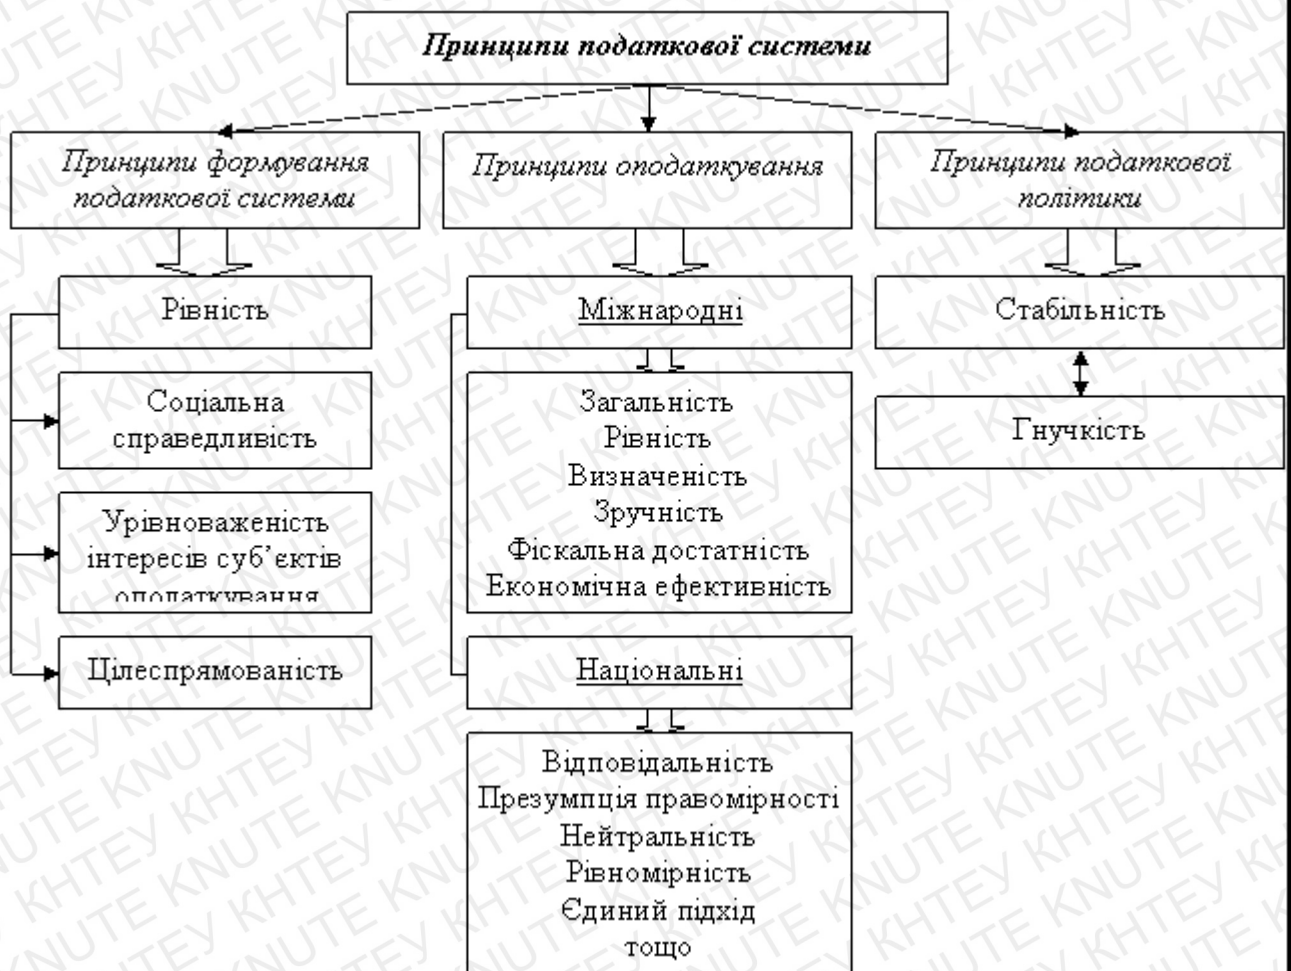 Принципи податкової системи
Принципи формування
податкової системи
Принципи оподаткування
Принципи податкової
політики
Рівність
Соціальна
справедливість
Урівноваженість
інтересів суб’єктів
оподаткування
Цілеспрямованість
Міжнародні
Загальність
Рівність
Визначеність
Зручність
Фіскальна достатність
Економічна ефективність
Національні
Відповідальність
Презумпція правомірності
Нейтральність
Рівномірність
Єдиний підхід
тощо
Стабільність
Гнучкість
KHTEУ KNUTE